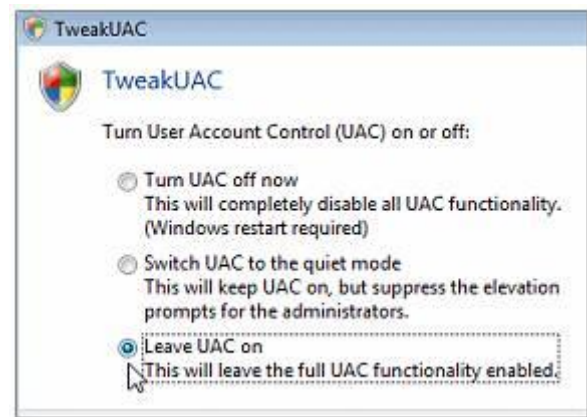 TweakUAC
TweakUAC
Turn User Account Control (UAC) on or off:
Turn UAC off now
This will completely disable all UAC functionality.
(Windows restart required)
Switch UAC to the quiet mode
This will keep UAC on, but suppress the elevation
prompts for the administrators.
Leave UAC on
This will leave the full UAC functionality enabled.